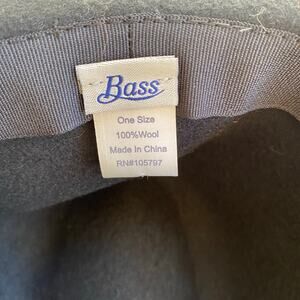 Bass
One Size
100%Wool
Made In China
RN#105797